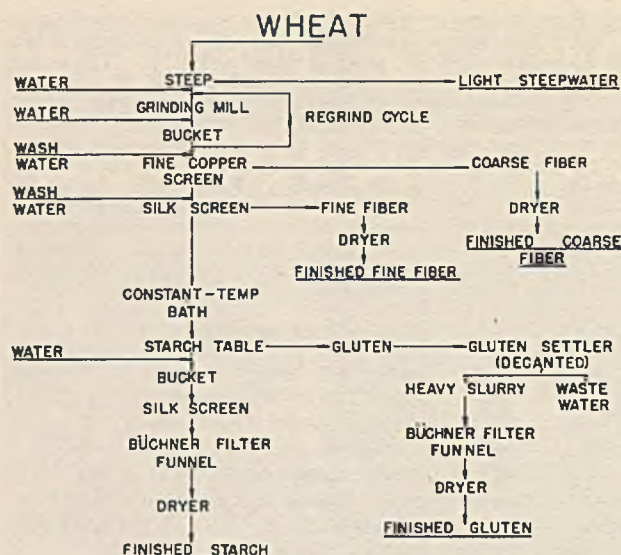 WHEAT
WATER
STEEP
LIGHT STEEPWATER
GRINDING MILL
WATER
REGRIND CYCLE
BUCKET
WASH
WATER
FINE COPPER
SCREEN
COARSE FIBER
WASH
WATER
SILK SCREEN
FINE FIBER
DRYER
DRYER
FINISHED COARSE
FIBER
FINISHED FINE FIBER
CONSTANT-TEMP
BATH
WATER
STARCH TABLE
GLUTEN
GLUTEN SETTLER
(DECANTED)
BUCKET
HEAVY SLURRY
WASTE
WATER
SILK SCREEN
BÜCHNER FILTER
FUNNEL
BÜCHNER FILTER
FUNNEL
DRYER
DRYER
FINISHED GLUTEN
FINISHED STARCH